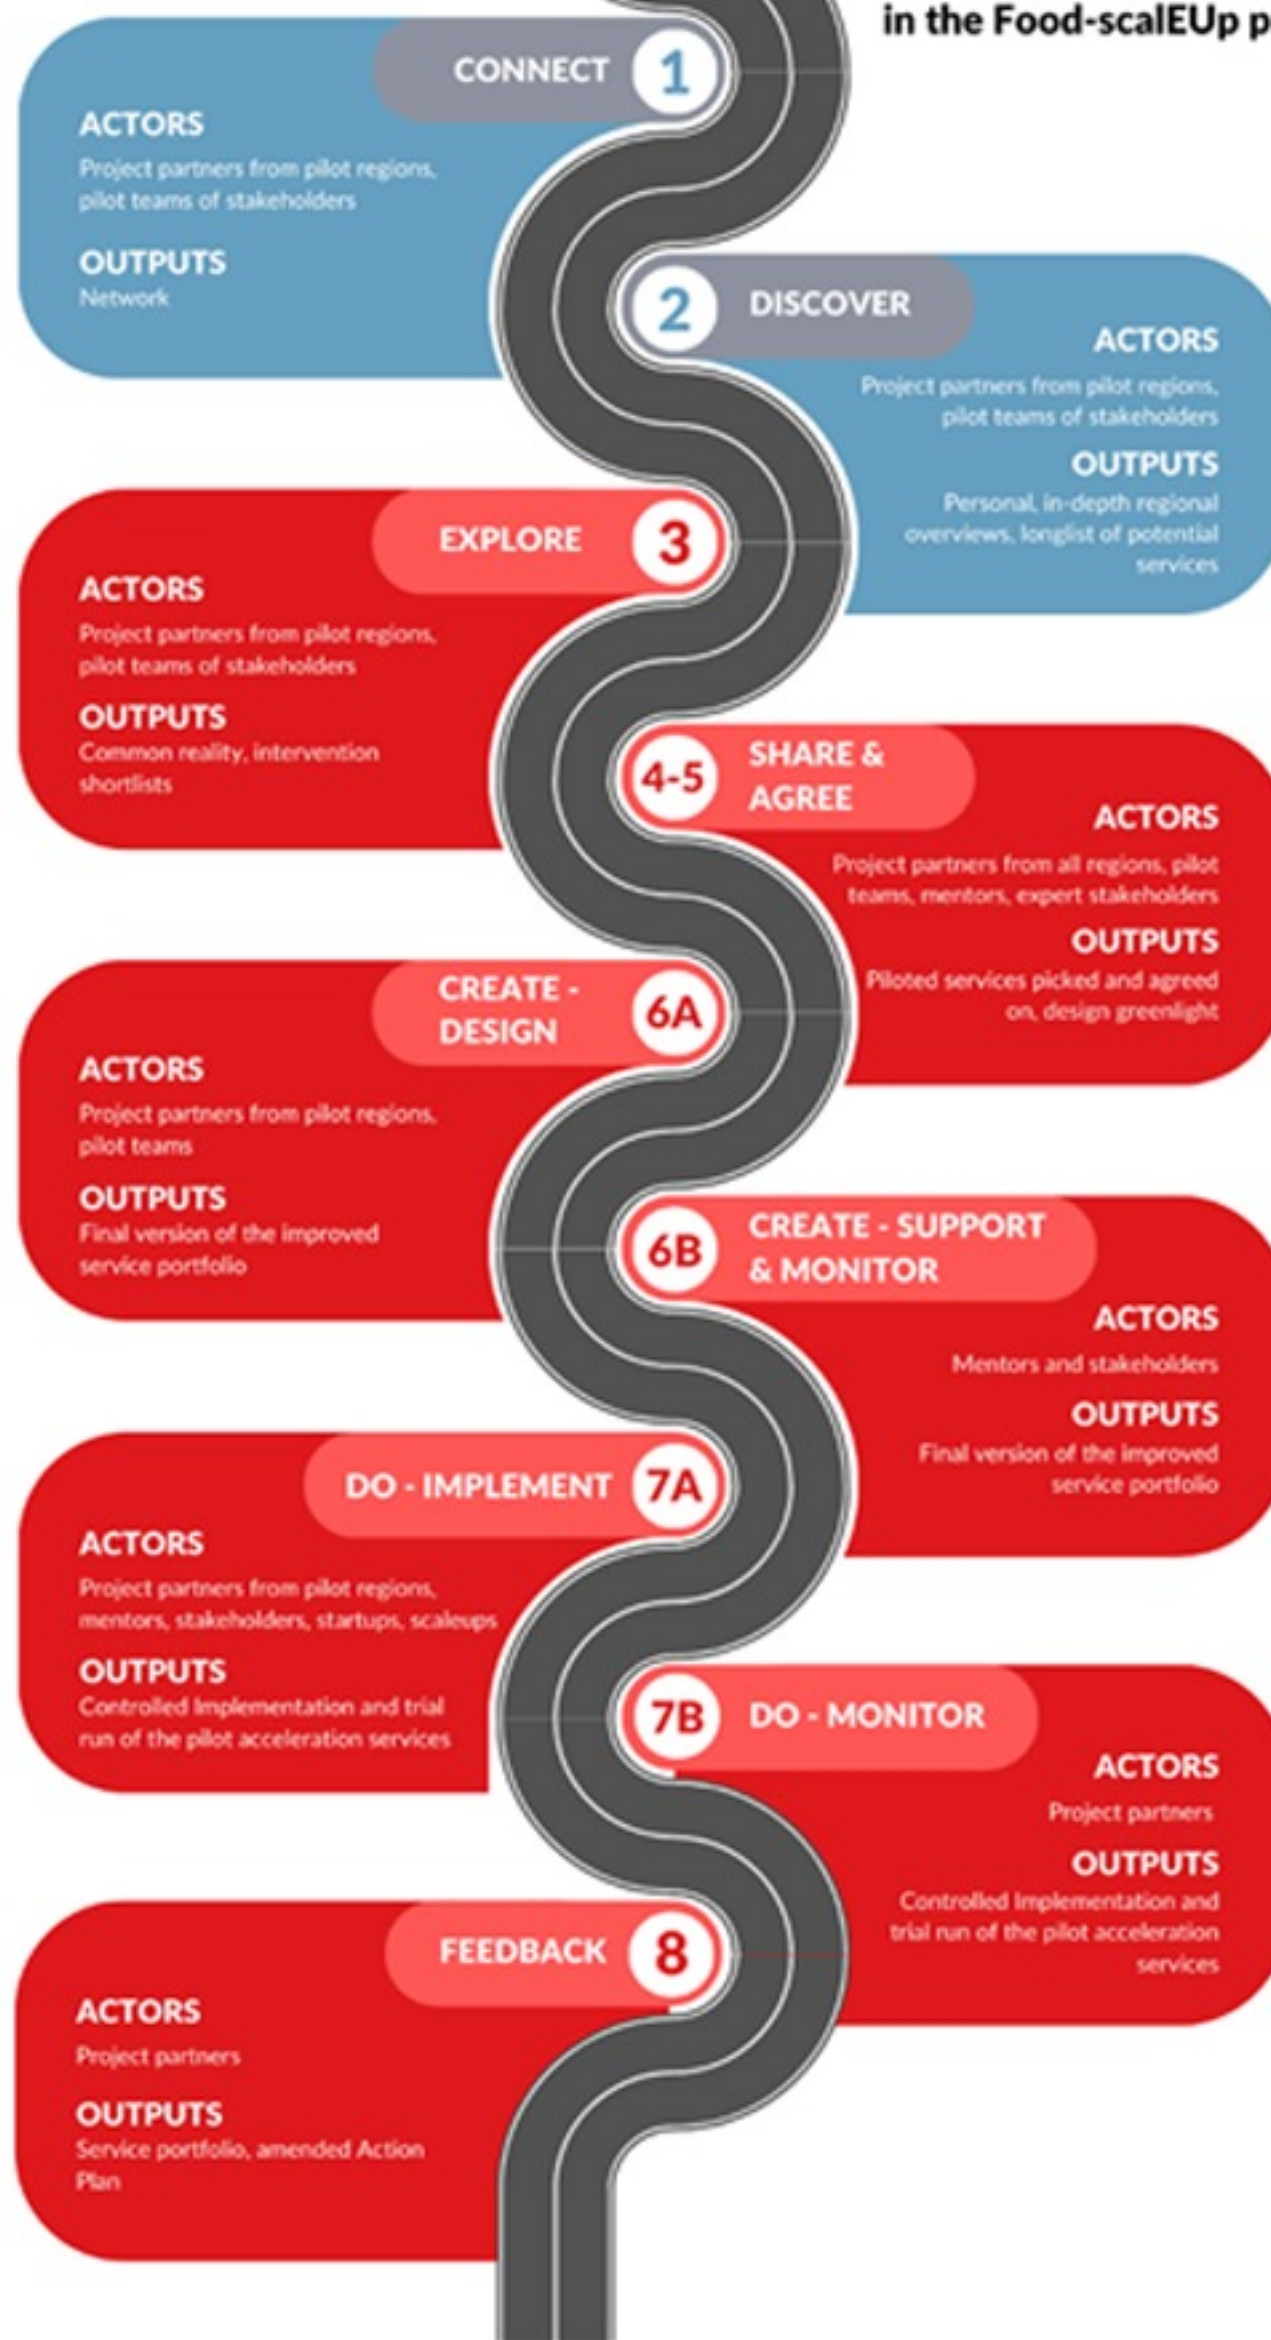 in the Food-scalEUp p
CONNECT 1
ACTORS
Project partners from pilot regions,
pilot teams of stakeholders
OUTPUTS
Network
2 DISCOVER
ACTORS
Project partners from pilot regions,
pilot teams of stakeholders
OUTPUTS
Personal, in-depth regional
overviews, longlist of potential
services
EXPLORE 3
ACTORS
Project partners from pilot regions,
pilot teams of stakeholders
OUTPUTS
Common reality, intervention
shortlists
4-5 SHARE &
AGREE
ACTORS
Project partners from all regions, pilot
teams, mentors, expert stakeholders
OUTPUTS
Piloted services picked and agreed
on, design greenlight
CREATE -
DESIGN 6A
ACTORS
Project partners from pilot regions,
pilot teams
OUTPUTS
Final version of the improved
service portfolio
6B CREATE - SUPPORT
& MONITOR
ACTORS
Mentors and stakeholders
OUTPUTS
Final version of the improved
service portfolio
DO - IMPLEMENT 7A
ACTORS
Project partners from pilot regions,
mentors, stakeholders, startups, scaleups
OUTPUTS
Controlled Implementation and trial
run of the pilot acceleration services
7B DO - MONITOR
ACTORS
Project partners
OUTPUTS
Controlled Implementation and
trial run of the pilot acceleration
services
FEEDBACK 8
ACTORS
Project partners
OUTPUTS
Service portfolio, amended Action
Plan